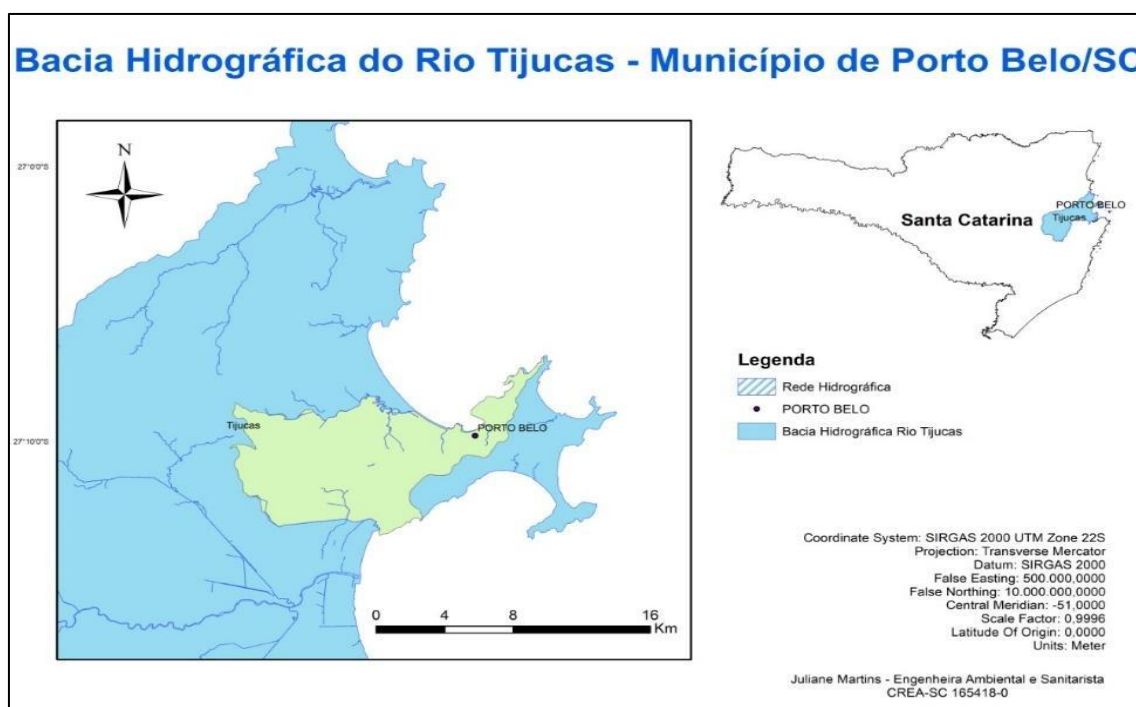 Bacia Hidrográfica do Rio Tijucas - Município de Porto Belo/SC
N
27°0'0"S
27°10'0"S
Tijucas
PORTO BELO
0 4 8 16
Km
PORTO BELO
Tijucas
Santa Catarina
Legenda
Rede Hidrográfica
PORTO BELO
Bacia Hidrográfica Rio Tijucas
Coordinate System: SIRGAS 2000 UTM Zone 22S
Projection: Transverse Mercator
Datum: SIRGAS 2000
False Easting: 500.000,0000
False Northing: 10.000.000,0000
Central Meridian: -51,0000
Scale Factor: 0,9996
Latitude Of Origin: 0,0000
Units: Meter
Juliane Martins - Engenheira Ambiental e Sanitarista
CREA-SC 165418-0